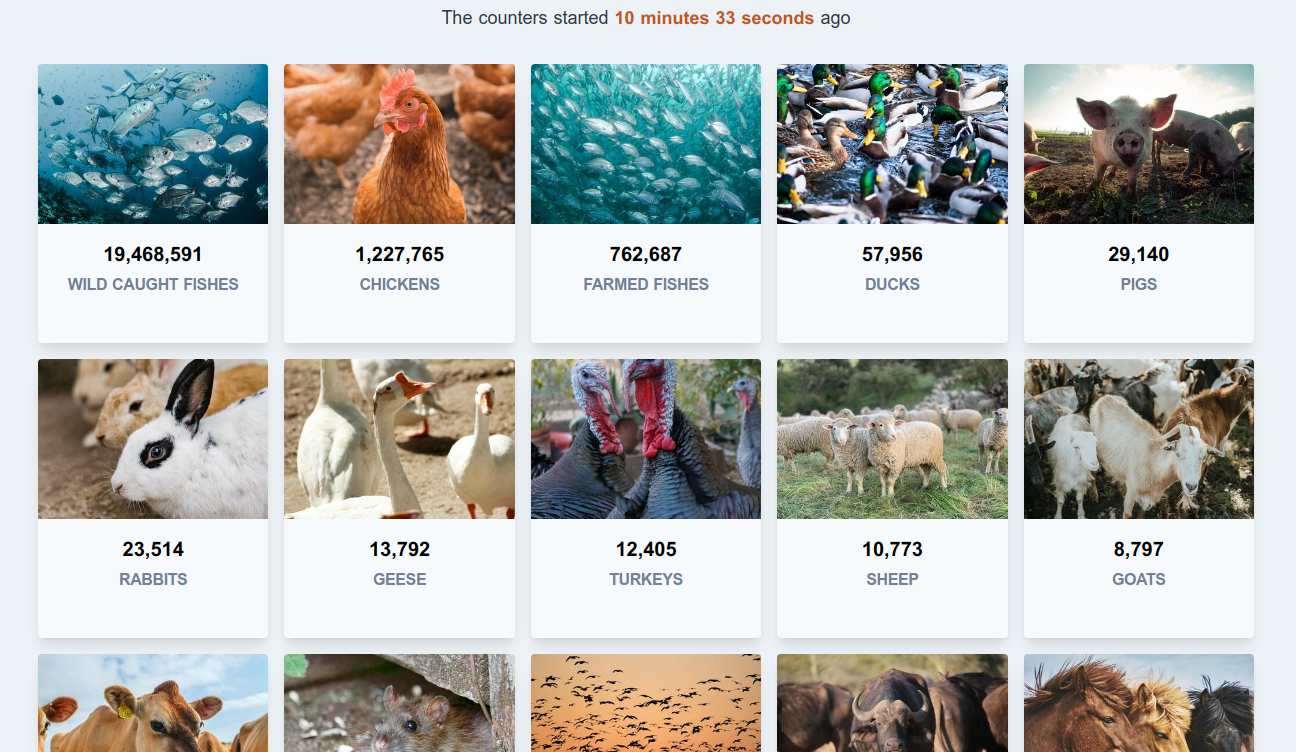 The counters started 10 minutes 33 seconds ago
19,468,591
WILD CAUGHT FISHES
1,227,765
CHICKENS
762,687
FARMED FISHES
57,956
DUCKS
29,140
PIGS
23,514
RABBITS
13,792
GEESE
12,405
TURKEYS
10,773
SHEEP
8,797
GOATS